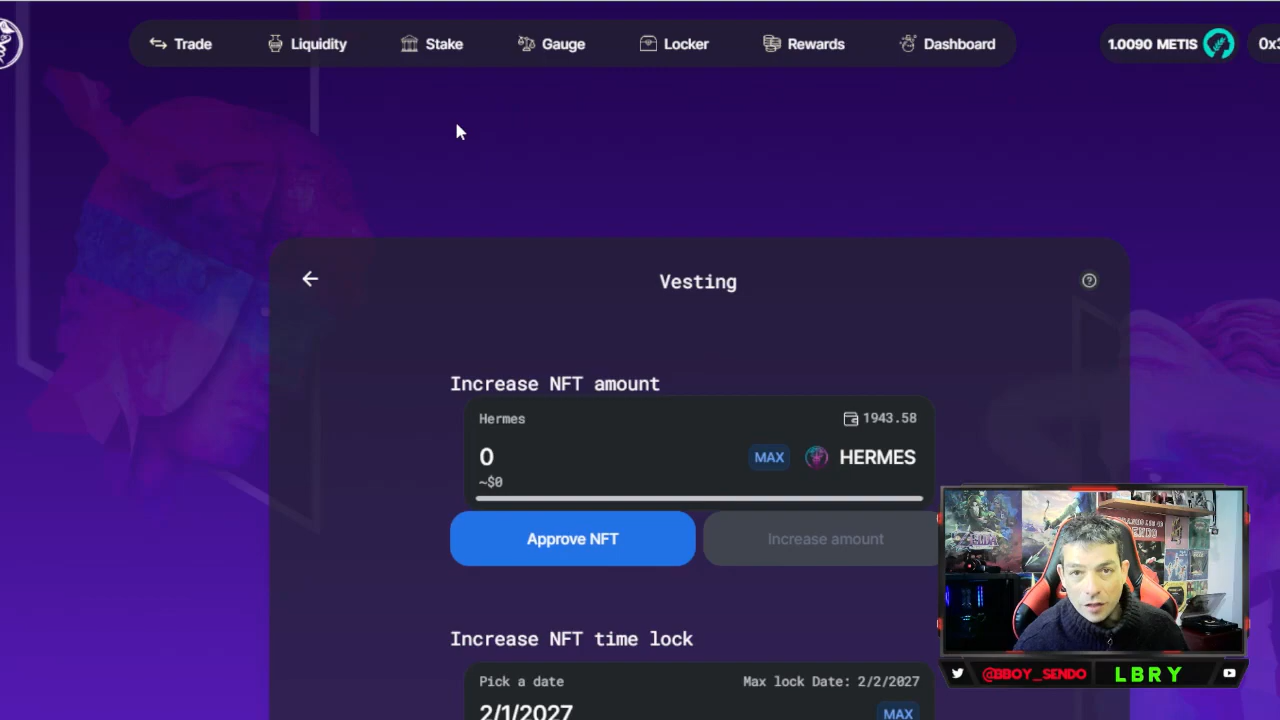 Trade Liquidity Stake Gauge Locker Rewards Dashboard 1.0090 METIS 0x3
Vesting
Increase NFT amount
Hermes 1943.58
0 MAX HERMES
~$0
Approve NFT Increase amount
Increase NFT time lock
Pick a date Max lock Date: 2/2/2027
2/1/2027 MAX
@BBOY_SENDO LBRY